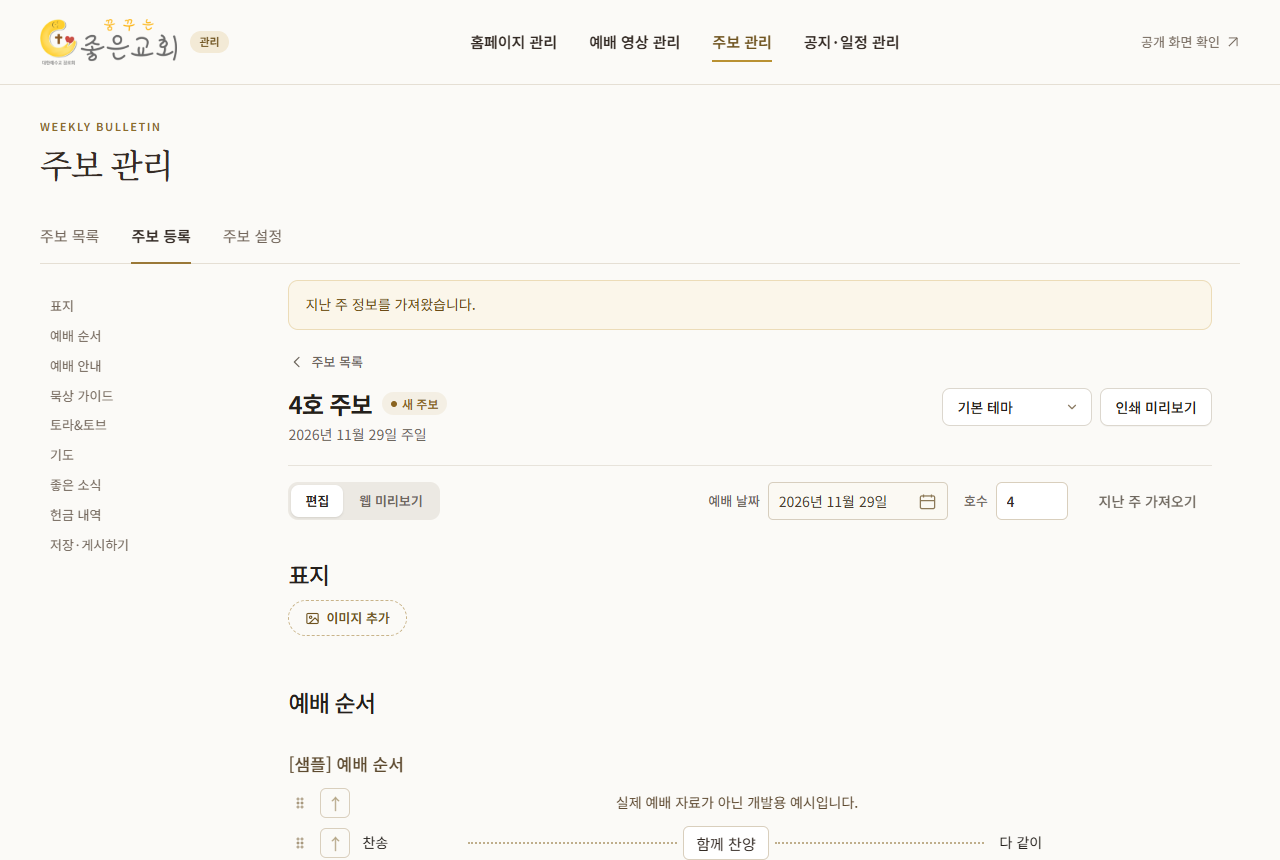 꿈 꾸 는
좋은교회
관리
홈페이지 관리
예배 영상 관리
주보 관리
공지·일정 관리
공개 화면 확인
WEEKLY BULLETIN
주보 관리
주보 목록
주보 등록
주보 설정
표지
예배 순서
예배 안내
묵상 가이드
토라&토브
기도
좋은 소식
헌금 내역
저장·게시하기
지난 주 정보를 가져왔습니다.
주보 목록
4호 주보
새 주보
2026년 11월 29일 주일
기본 테마
인쇄 미리보기
편집
웹 미리보기
예배 날짜
2026년 11월 29일
호수
4
지난 주 가져오기
표지
이미지 추가
예배 순서
[샘플] 예배 순서
실제 예배 자료가 아닌 개발용 예시입니다.
찬송
함께 찬양
다 같이